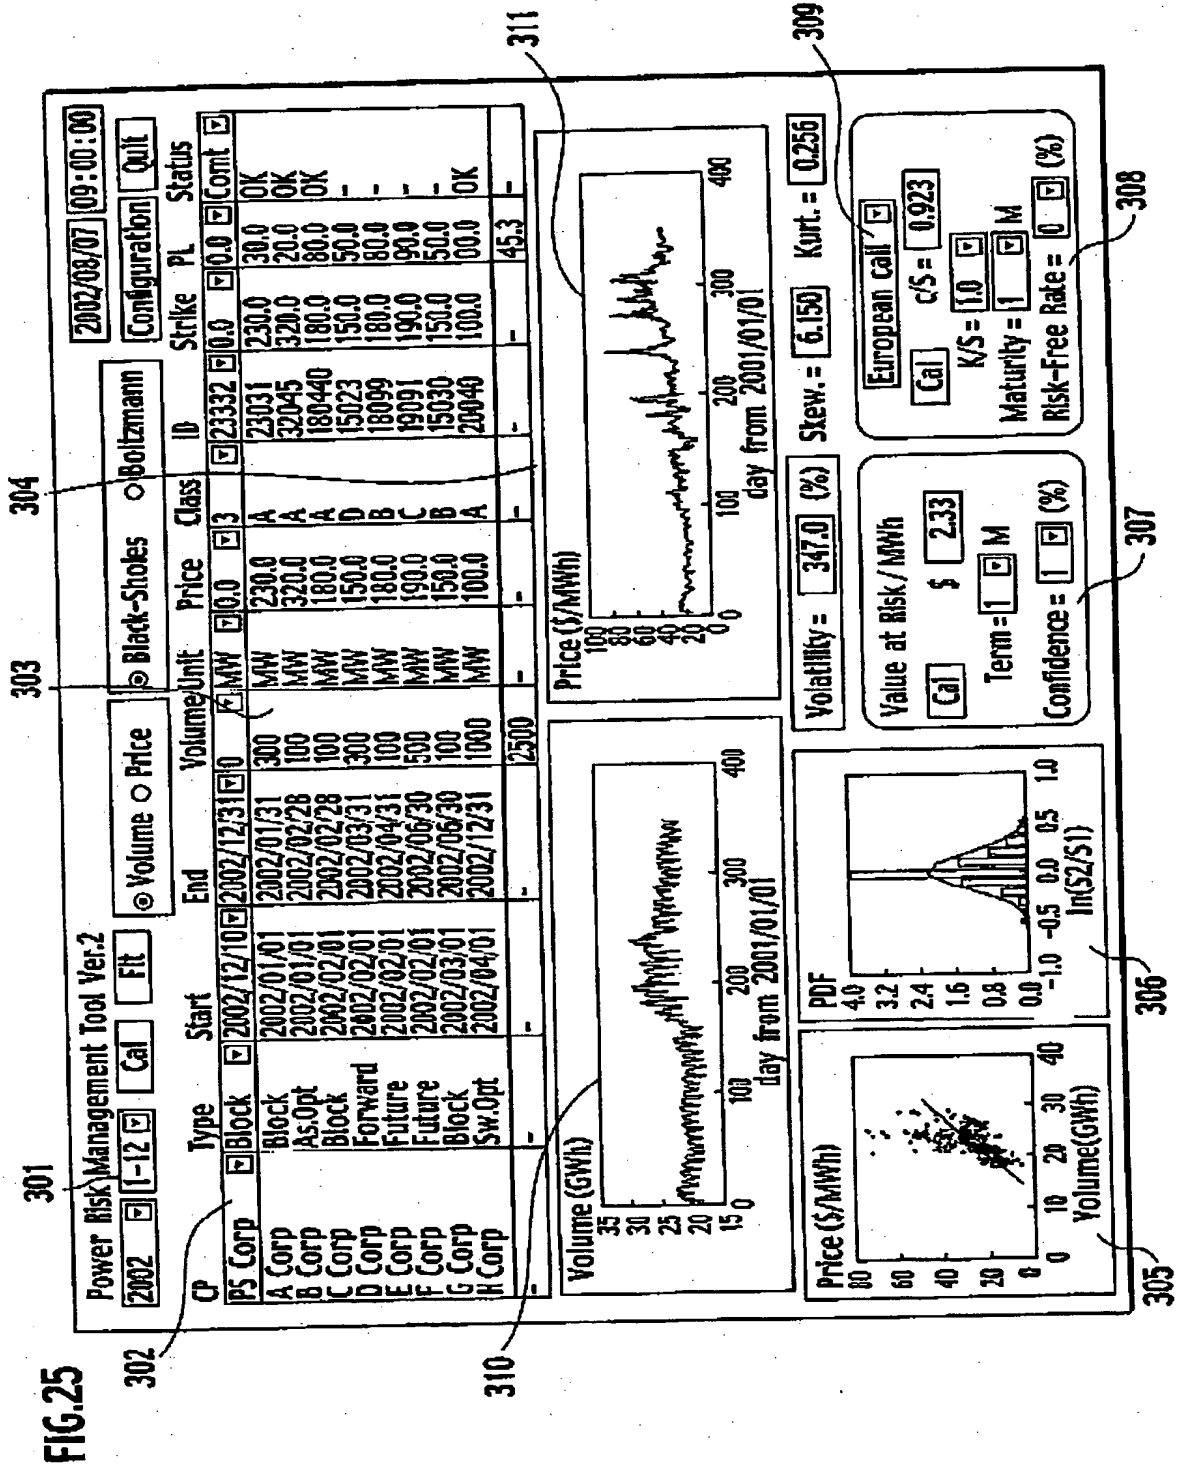 FIG.25
301
302
303
304
305
306
307
308
309
310
311
Power Risk Management Tool Ver.2
2002/08/07 09:00:00
2002 1-12 Cal Fit
Volume Price
Black-Sholes Boltzmann
Configuration Quit
CP Type Start End Volume Unit Price Class ID Strike PL Status
PS Corp Block 2002/12/10 2002/12/31 0 MW 0.0 3 23332 0.0 0.0 Comt
A Corp Block 2002/01/01 2002/01/31 300 MW 230.0 A 23031 230.0 30.0 OK
B Corp As.Opt 2002/01/01 2002/02/28 100 MW 320.0 A 32045 320.0 20.0 OK
C Corp Block 2002/02/01 2002/02/28 100 MW 180.0 A 180440 180.0 80.0 OK
D Corp Forward 2002/02/01 2002/03/31 300 MW 150.0 D 15023 150.0 50.0 -
E Corp Future 2002/02/01 2002/04/31 100 MW 180.0 B 18099 180.0 80.0 -
F Corp Future 2002/02/01 2002/06/30 500 MW 190.0 C 19091 190.0 90.0 -
G Corp Block 2002/03/01 2002/06/30 100 MW 150.0 B 15030 150.0 50.0 -
H Corp Sw.Opt 2002/04/01 2002/12/31 1000 MW 100.0 A 20040 100.0 00.0 OK
- - - - 2500 - - - - - 45.3 -
Volume (GWh)
35
30
25
20
15
0 100 200 300 400
day from 2001/01/01
Price ($/MWh)
100
80
60
40
20
0
0 100 200 300 400
day from 2001/01/01
Price ($/MWh)
80
60
40
20
0
0 10 20 30 40
Volume(GWh)
PDF
4.0
3.2
2.4
1.6
0.8
0.0
-1.0 -0.5 0.0 0.5 1.0
ln(S2/S1)
Volatility = 347.0 (%) Skew. = 6.150 Kurt. = 0.256
Value at Risk/MWh
Cal $ 2.33
Term = 1 M
Confidence = 1 (%)
European call
Cal c/S = 0.923
K/S = 1.0
Maturity = 1 M
Risk-Free Rate = 0 (%)